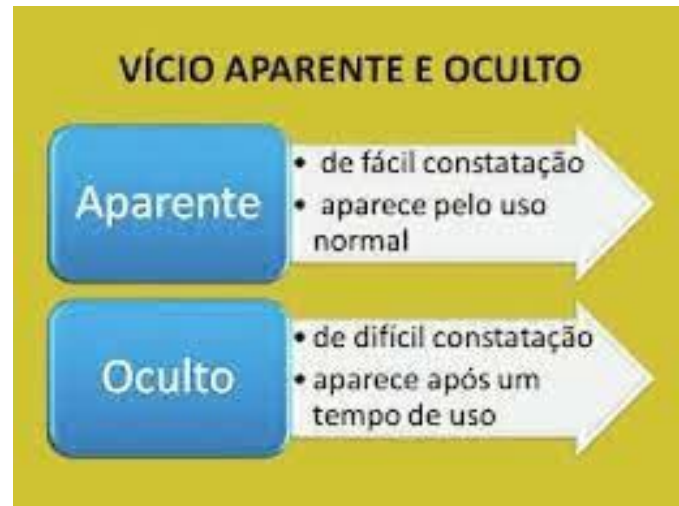 VÍCIO APARENTE E OCULTO
Aparente
• de fácil constatação
• aparece pelo uso
normal
Oculto
• de difícil constatação
• aparece após um
tempo de uso